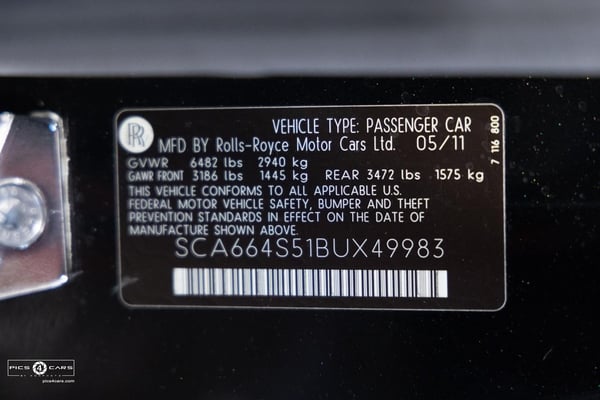 RR
VEHICLE TYPE: PASSENGER CAR
MFD BY Rolls-Royce Motor Cars Ltd. 05/11
GVWR 6482 lbs 2940 kg
GAWR FRONT 3186 lbs 1445 kg REAR 3472 lbs 1575 kg
THIS VEHICLE CONFORMS TO ALL APPLICABLE U.S.
FEDERAL MOTOR VEHICLE SAFETY, BUMPER AND THEFT
PREVENTION STANDARDS IN EFFECT ON THE DATE OF
MANUFACTURE SHOWN ABOVE.
SCA664S51BUX49983
7 116 800
PICS 4 CARS
pics4cars.com